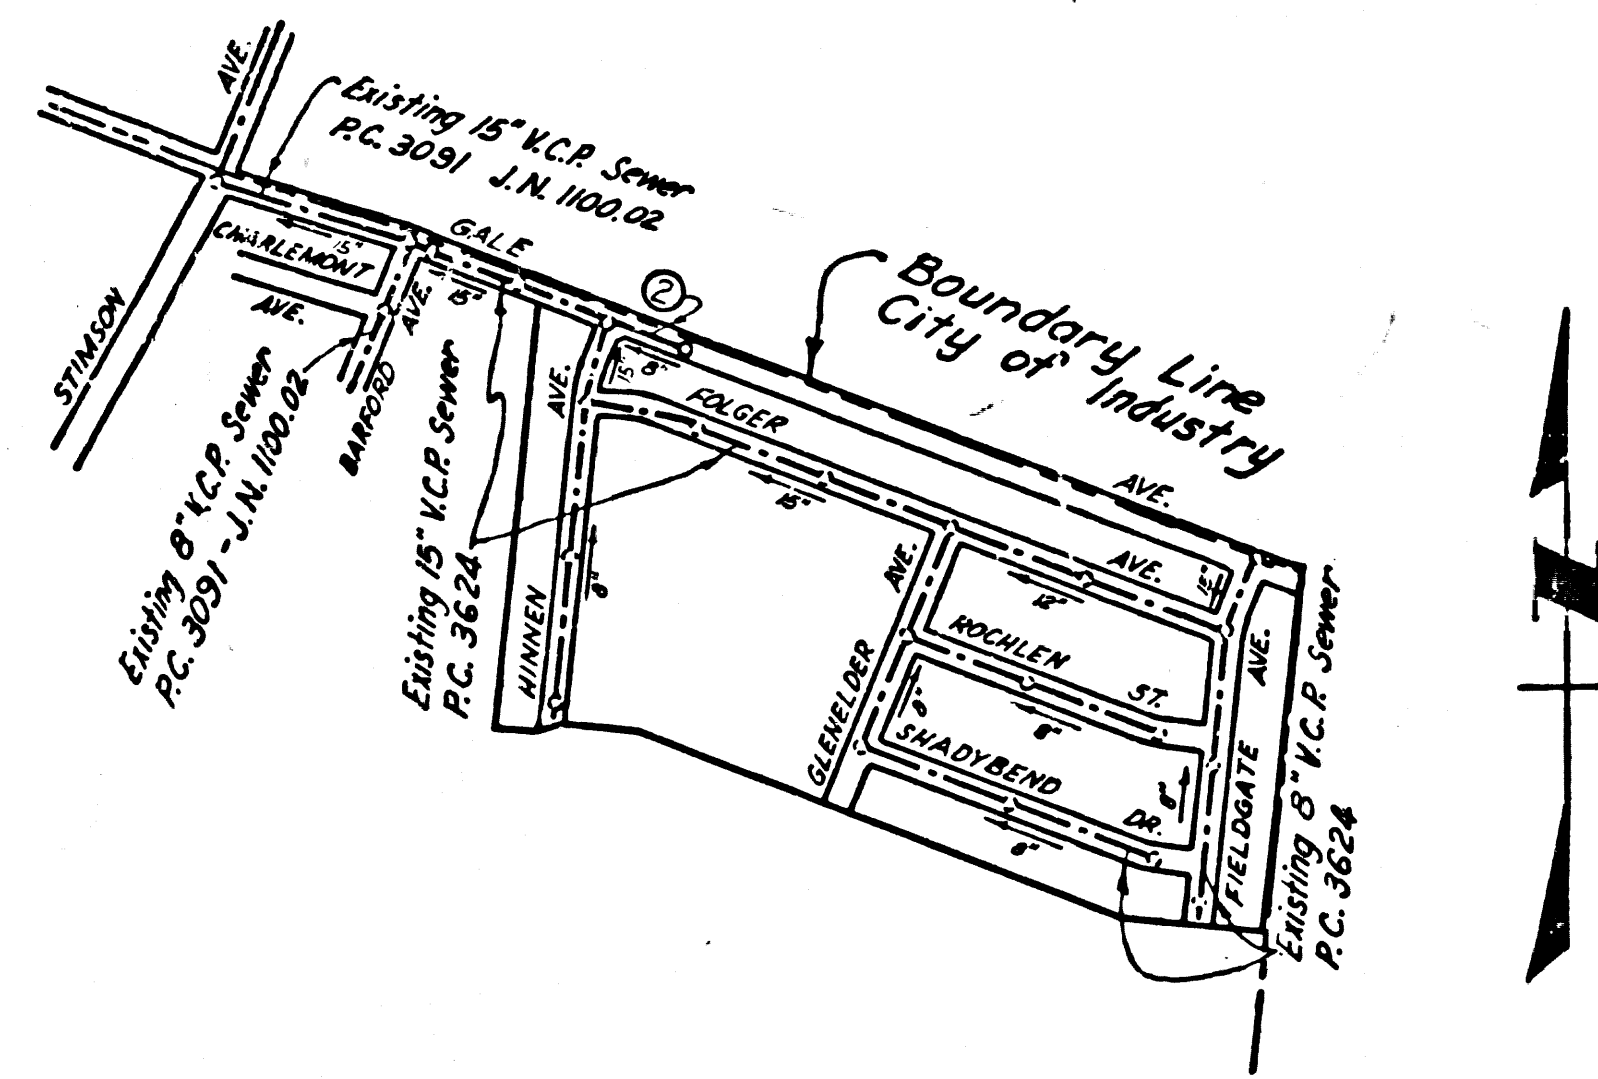 AVE.
Existing 15" V.C.P. Sewer
P.C. 3091 J.N. 1100.02
GALE
CHARLEMONT
AVE.
15"
15"
AVE.
BARFORD
STIMSON
2
Boundary Line
City of Industry
8"
15"
AVE.
HINNEN
FOLGER
15"
8"
AVE.
AVE.
15"
12"
AVE.
GLENELDER
ROCHLEN
ST.
8"
8"
SHADYBEND
DR.
8"
8"
AVE.
FIELDGATE
Existing 8" V.C.P. Sewer
P.C. 3091 - J.N. 1100.02
Existing 15" V.C.P. Sewer
P.C. 3624
Existing 8" V.C.P. Sewer
P.C. 3624
N